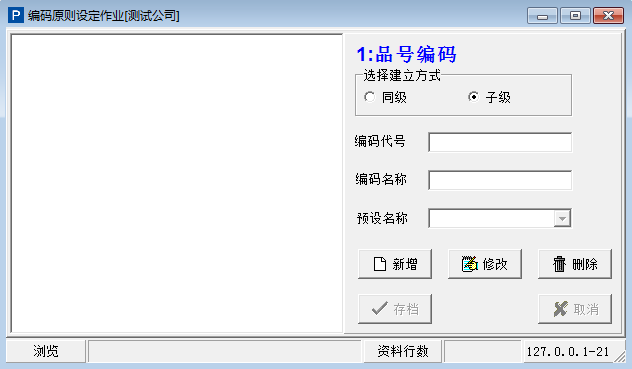 P 编码原则设定作业[测试公司]
1:品号编码
选择建立方式
同级 子级
编码代号
编码名称
预设名称
新增 修改 删除
存档 取消
浏览 资料行数 127.0.0.1-21